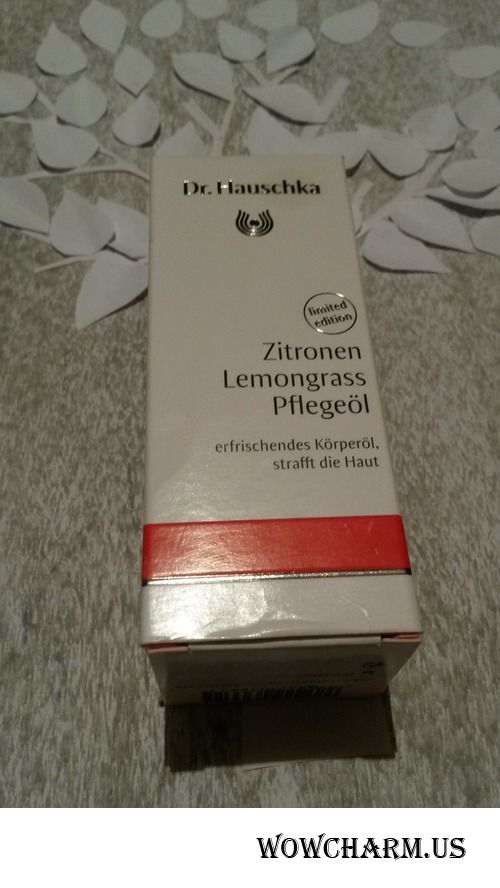 Dr. Hauschka
limited
edition
Zitronen
Lemongrass
Pflegeöl
erfrischendes Körperöl,
strafft die Haut
WOWCHARM.US